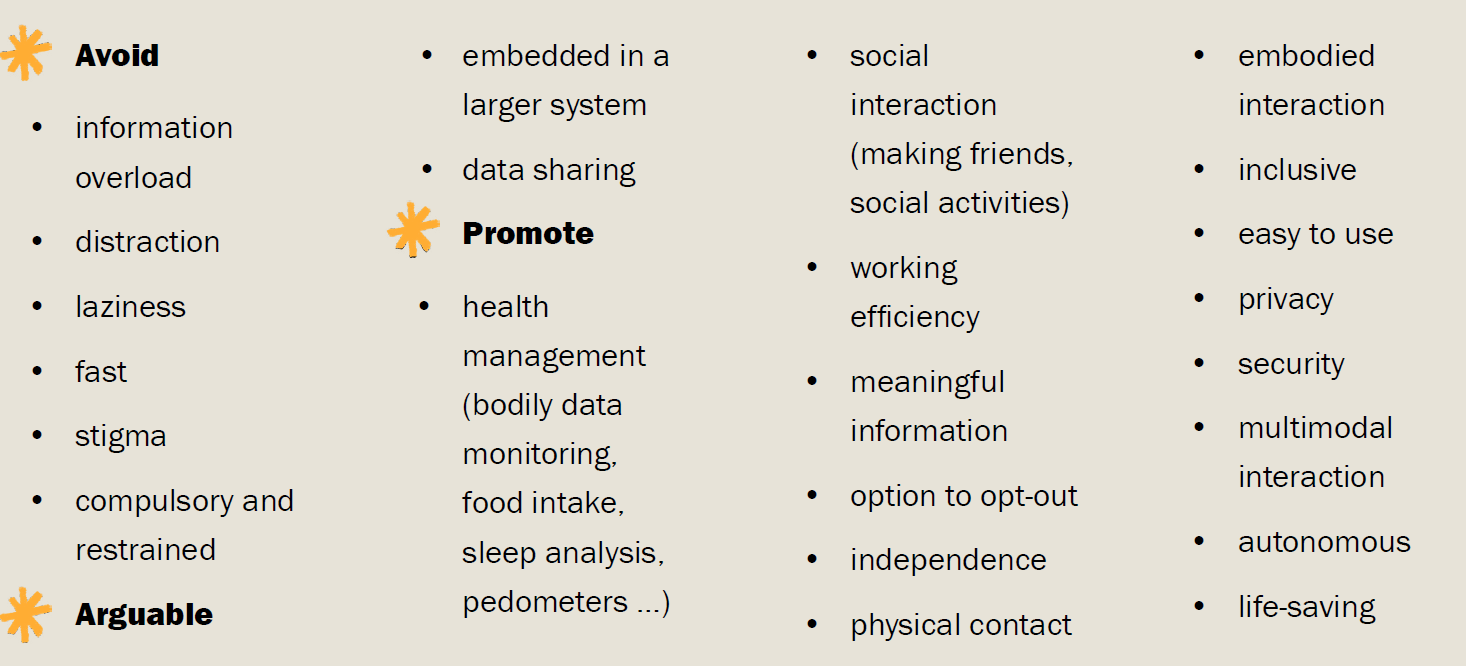 Avoid
• information
overload
• distraction
• laziness
• fast
• stigma
• compulsory and
restrained
Arguable
• embedded in a
larger system
• data sharing
Promote
• health
management
(bodily data
monitoring,
food intake,
sleep analysis,
pedometers ...)
• social
interaction
(making friends,
social activities)
• working
efficiency
• meaningful
information
• option to opt-out
• independence
• physical contact
• embodied
interaction
• inclusive
• easy to use
• privacy
• security
• multimodal
interaction
• autonomous
• life-saving